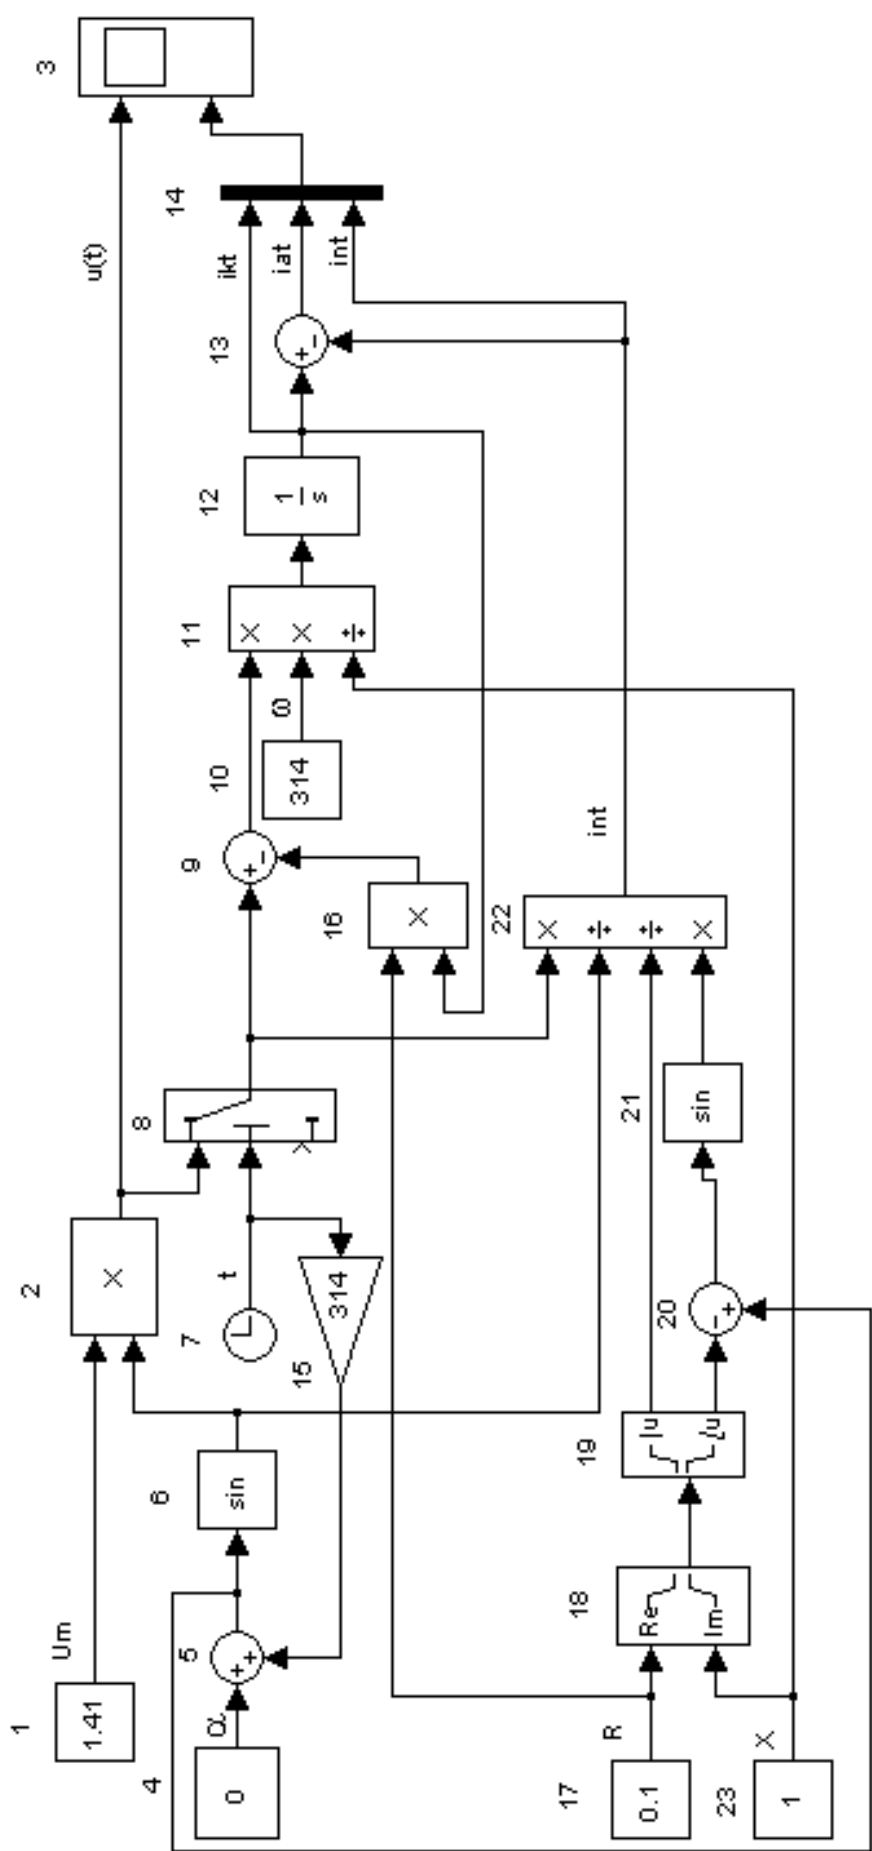 1
2
3
Um
1.41
×
u(t)
4
6
8
14
5
7
9
10
11
12
13
α
t
ikt
0
+
+
sin
+
−
×
×
÷
ω
314
1
s
+
−
iat
int
15
314
16
×
17
R
0.1
18
Re
Im
19
|u|
∠u
20
−
+
21
sin
22
×
÷
÷
×
int
23
X
1